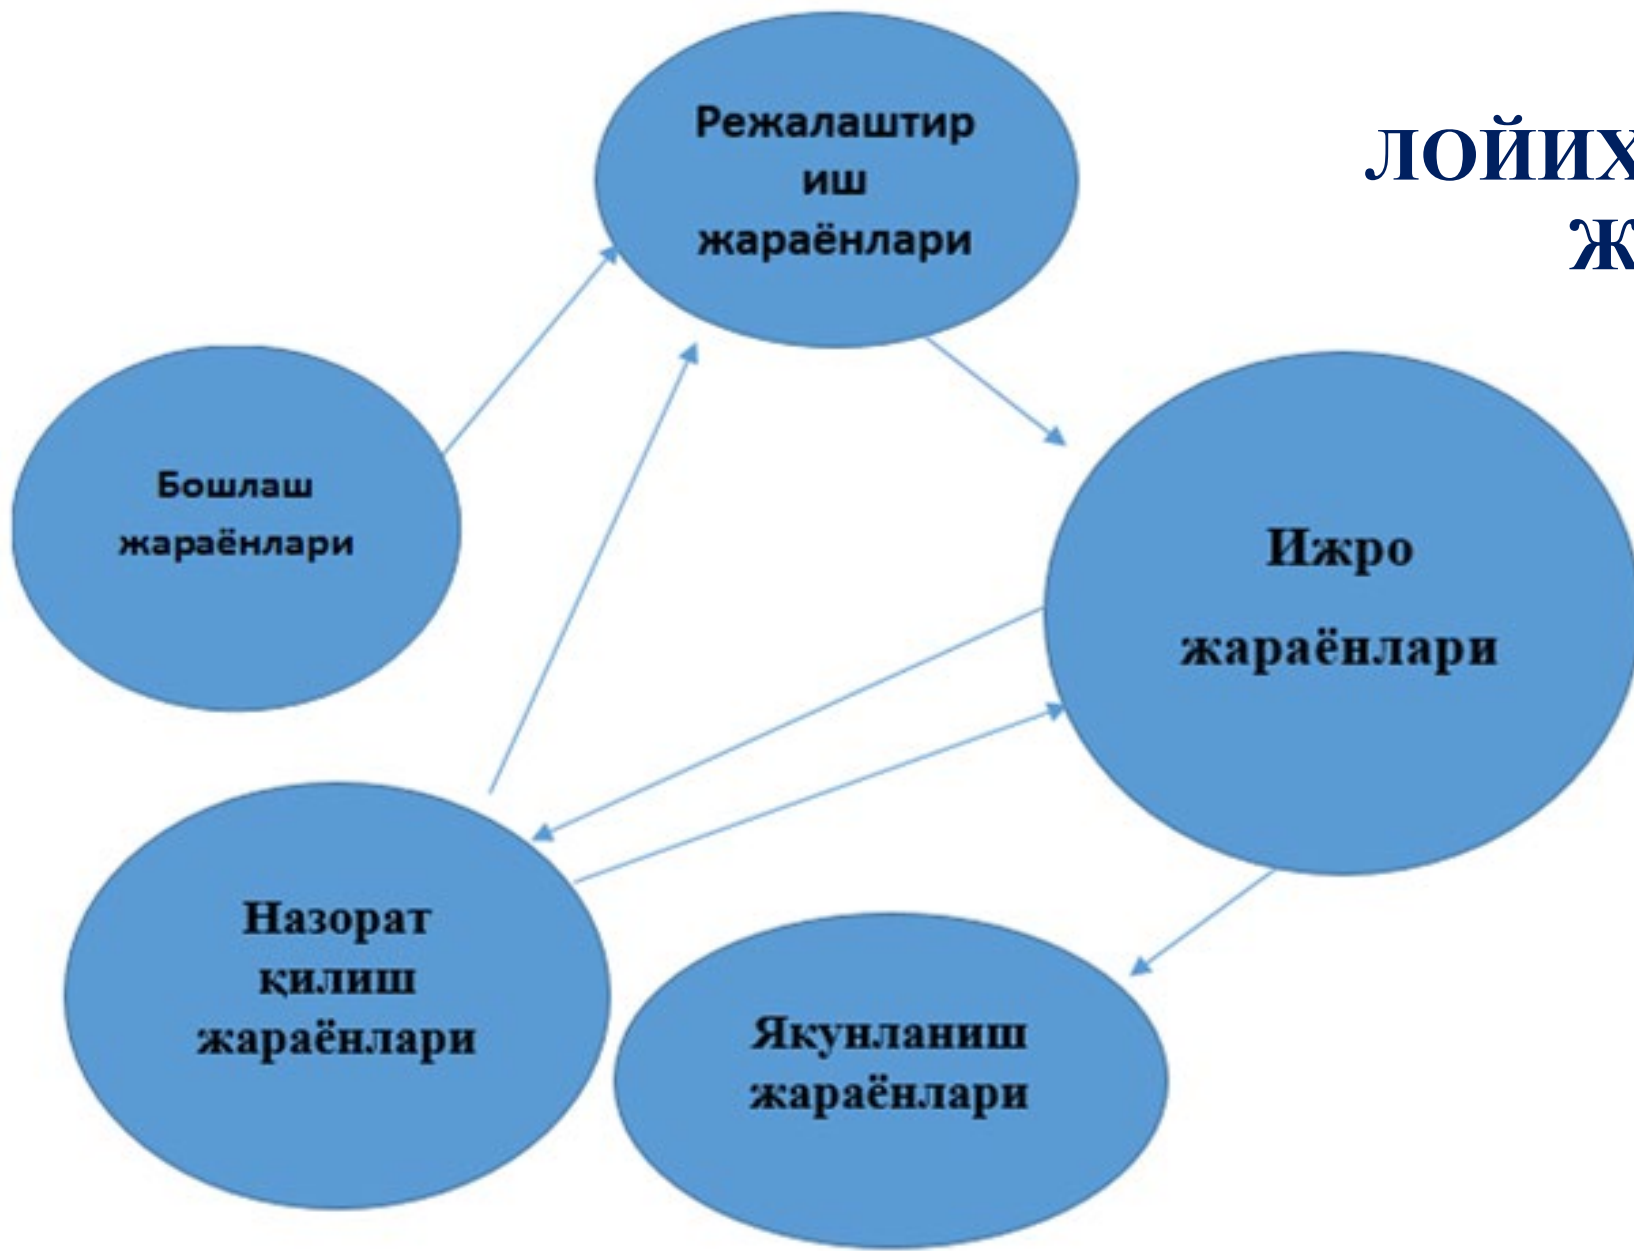 Режалаштир
иш
жараёнлари
ЛОЙИХ
Ж
Бошлаш
жараёнлари
Ижро
жараёнлари
Назорат
қилиш
жараёнлари
Якунланиш
жараёнлари